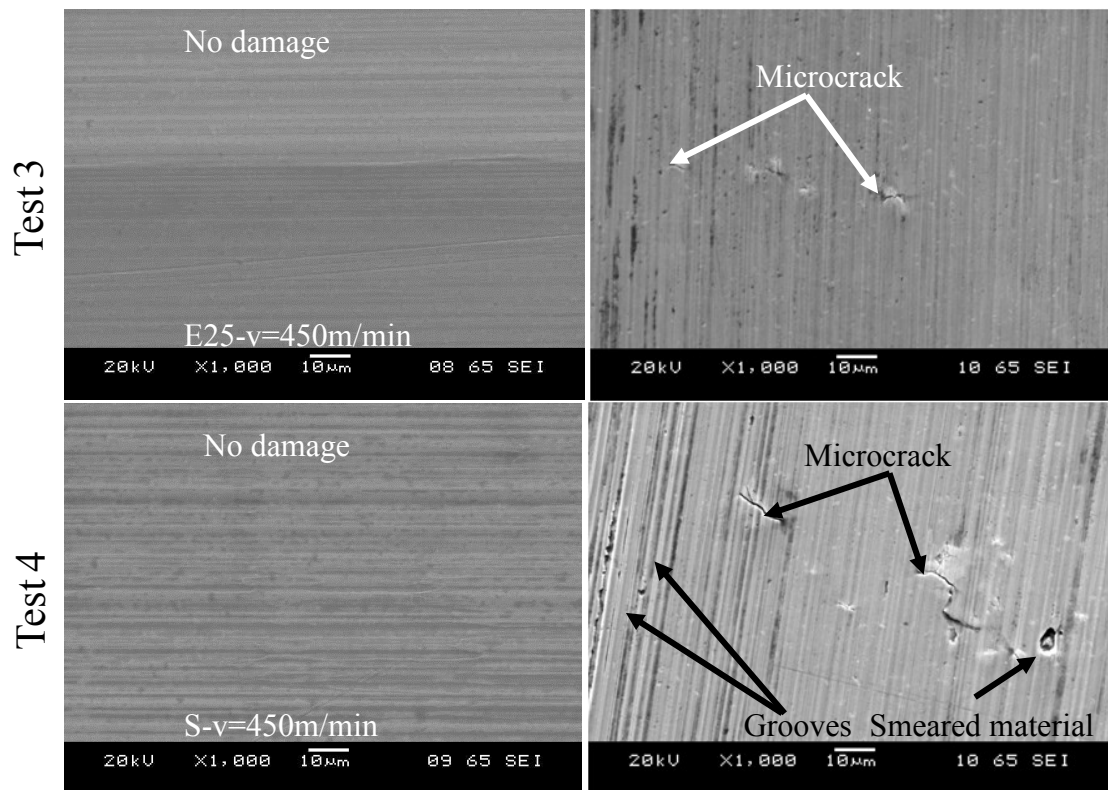 Test 3
No damage
E25-v=450m/min
20kV X1,000 10μm 08 65 SEI
Microcrack
20kV X1,000 10μm 10 65 SEI
Test 4
No damage
S-v=450m/min
20kV X1,000 10μm 09 65 SEI
Microcrack
Grooves Smeared material
20kV X1,000 10μm 10 65 SEI